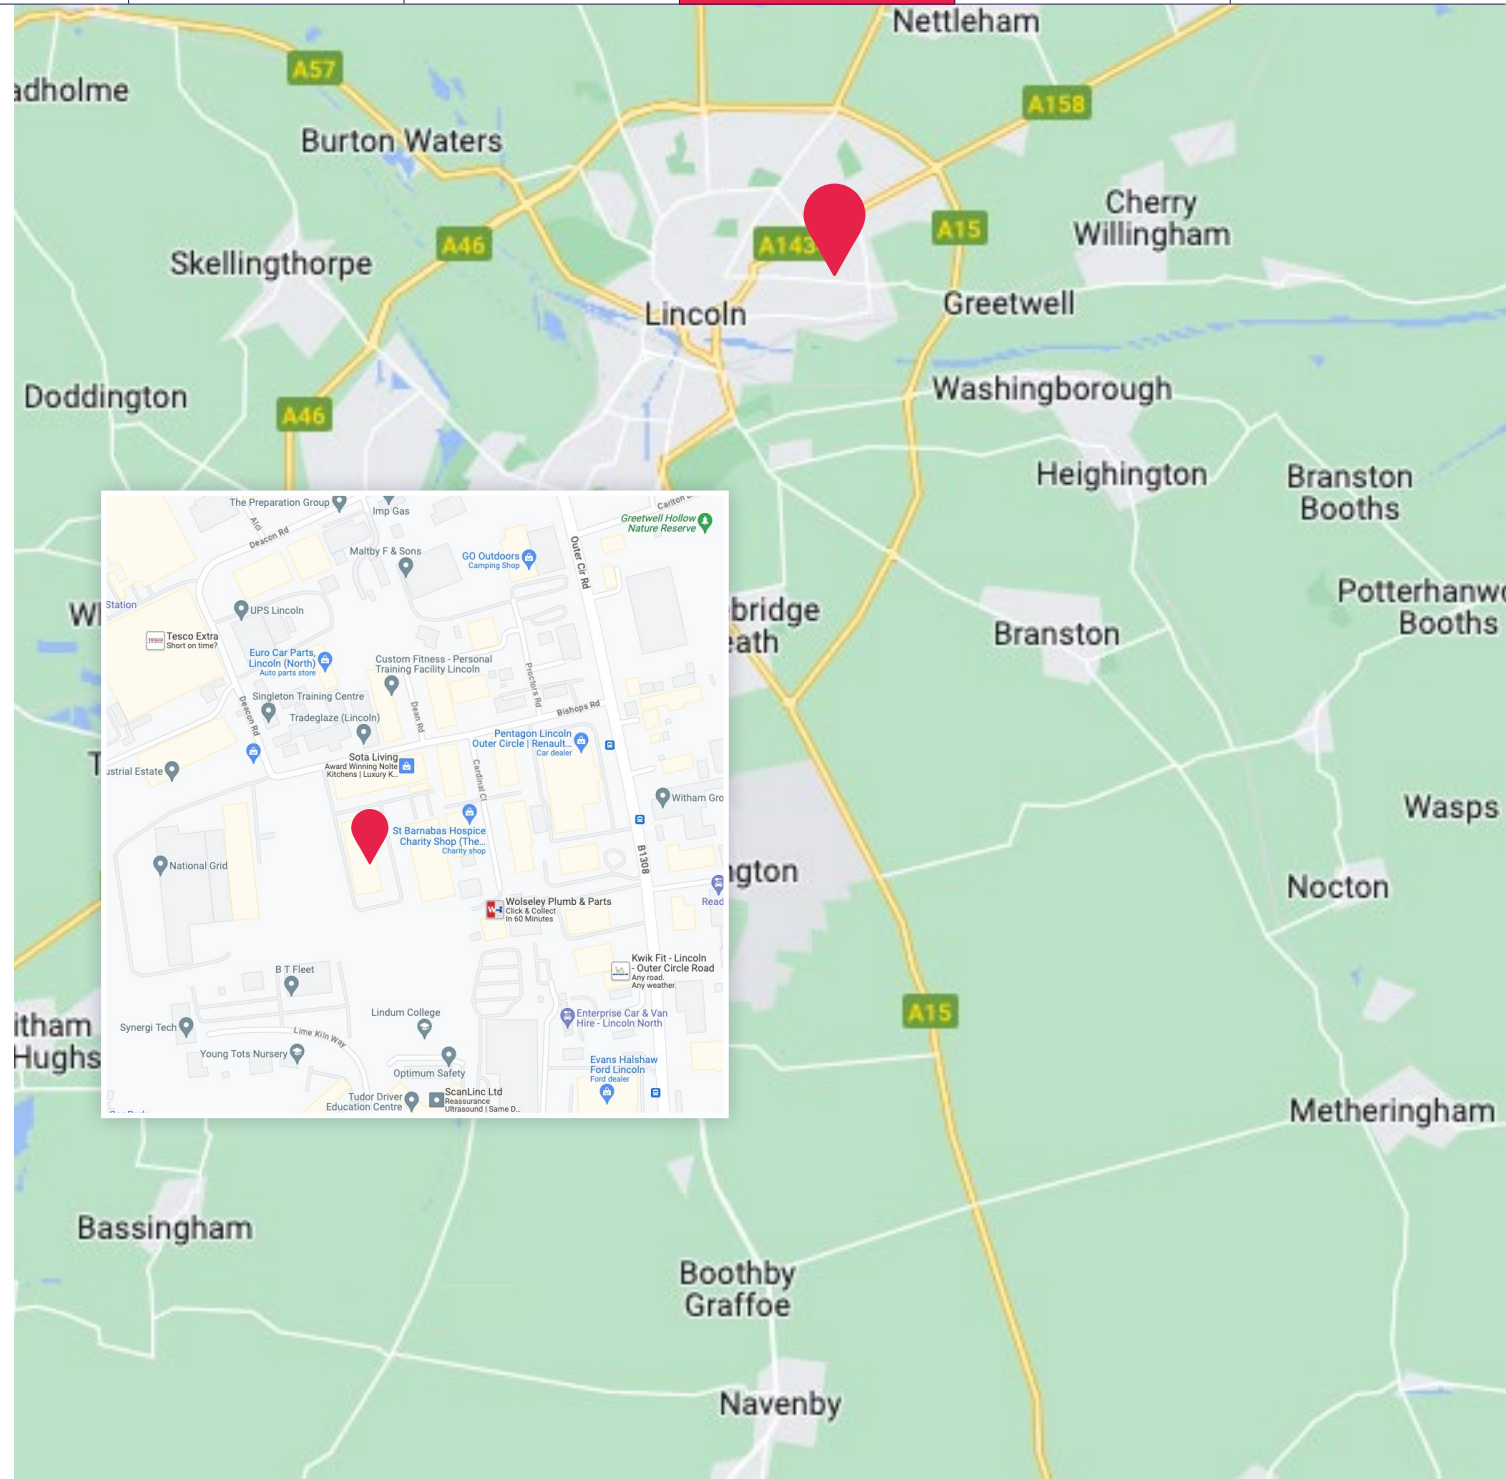 Nettleham
A57
adholme
A158
Burton Waters
Cherry
Willingham
A15
A143
A46
Skellingthorpe
Greetwell
Lincoln
Doddington
Washingborough
A46
Heighington
Branston
Booths
Potterhanwo
Booths
Branston
bridge
eath
Wasps
ngton
Nocton
A15
itham
Hughs
Metheringham
Bassingham
Boothby
Graffoe
Navenby
The Preparation Group
Imp Gas
Carlton
Greetwell Hollow
Nature Reserve
Deacon Rd
Maltby F & Sons
GO Outdoors
Camping Shop
Outer Cir Rd
Station
UPS Lincoln
Tesco Extra
Short on time?
Euro Car Parts,
Lincoln (North)
Auto parts store
Custom Fitness - Personal
Training Facility Lincoln
Proctors Rd
Singleton Training Centre
Deacon Rd
Tradeglaze (Lincoln)
Dean Rd
Bishops Rd
Pentagon Lincoln
Outer Circle | Renault...
Car dealer
Sota Living
Award Winning Nolte
Kitchens | Luxury K...
ustrial Estate
Cardinal Cl
Witham Gro
St Barnabas Hospice
Charity Shop (The...
Charity shop
B1308
National Grid
Read
Wolseley Plumb & Parts
Click & Collect
In 60 Minutes
Kwik Fit - Lincoln
- Outer Circle Road
Any road.
Any weather.
B T Fleet
Lindum College
Enterprise Car & Van
Hire - Lincoln North
Synergi Tech
Lime Kiln Way
Young Tots Nursery
Optimum Safety
Evans Halshaw
Ford Lincoln
Ford dealer
Tudor Driver
Education Centre
ScanLinc Ltd
Reassurance
Ultrasound | Same D...